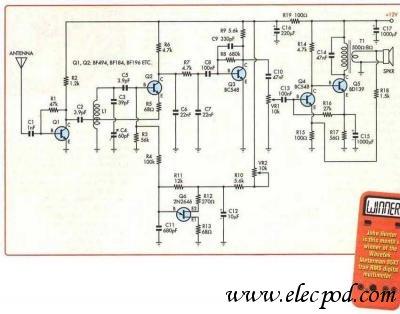 +12V
R19 100Ω
C16
220µF
C17
1000µF
T1
500Ω:8Ω
SPKR
ANTENNA
Q1, Q2: BF494, BF184, BF196 ETC.
R6
4.7k
R9 5.6k
C9 330pF
R8 680k
R14
4.7k
C14
47nF
R2
1.2k
C5
3.9pF
Q2
R7
4.7k
C8
100nF
Q3
BC548
C10
47nF
Q4
BC548
Q5
BD139
R18
1.5k
R1
47k
C2
3.9pF
C3
39pF
L1
R5
68Ω
C13
100nF
VR1
10k
R16
27k
C1
1nF
Q1
C4
60pF
R3
56k
C6
22nF
C7
22nF
R15
100Ω
R17
56Ω
C15
1000µF
R4
100k
R11
12k
R10
5.6k
VR2
10k
R12
270Ω
Q6
2N2646
C12
10µF
C11
680pF
R13
68Ω
WINNER
John Hunter
is this month's
winner of the
Wavetek
Meterman
true RMS digital
multimeter.
www.elecpod.com